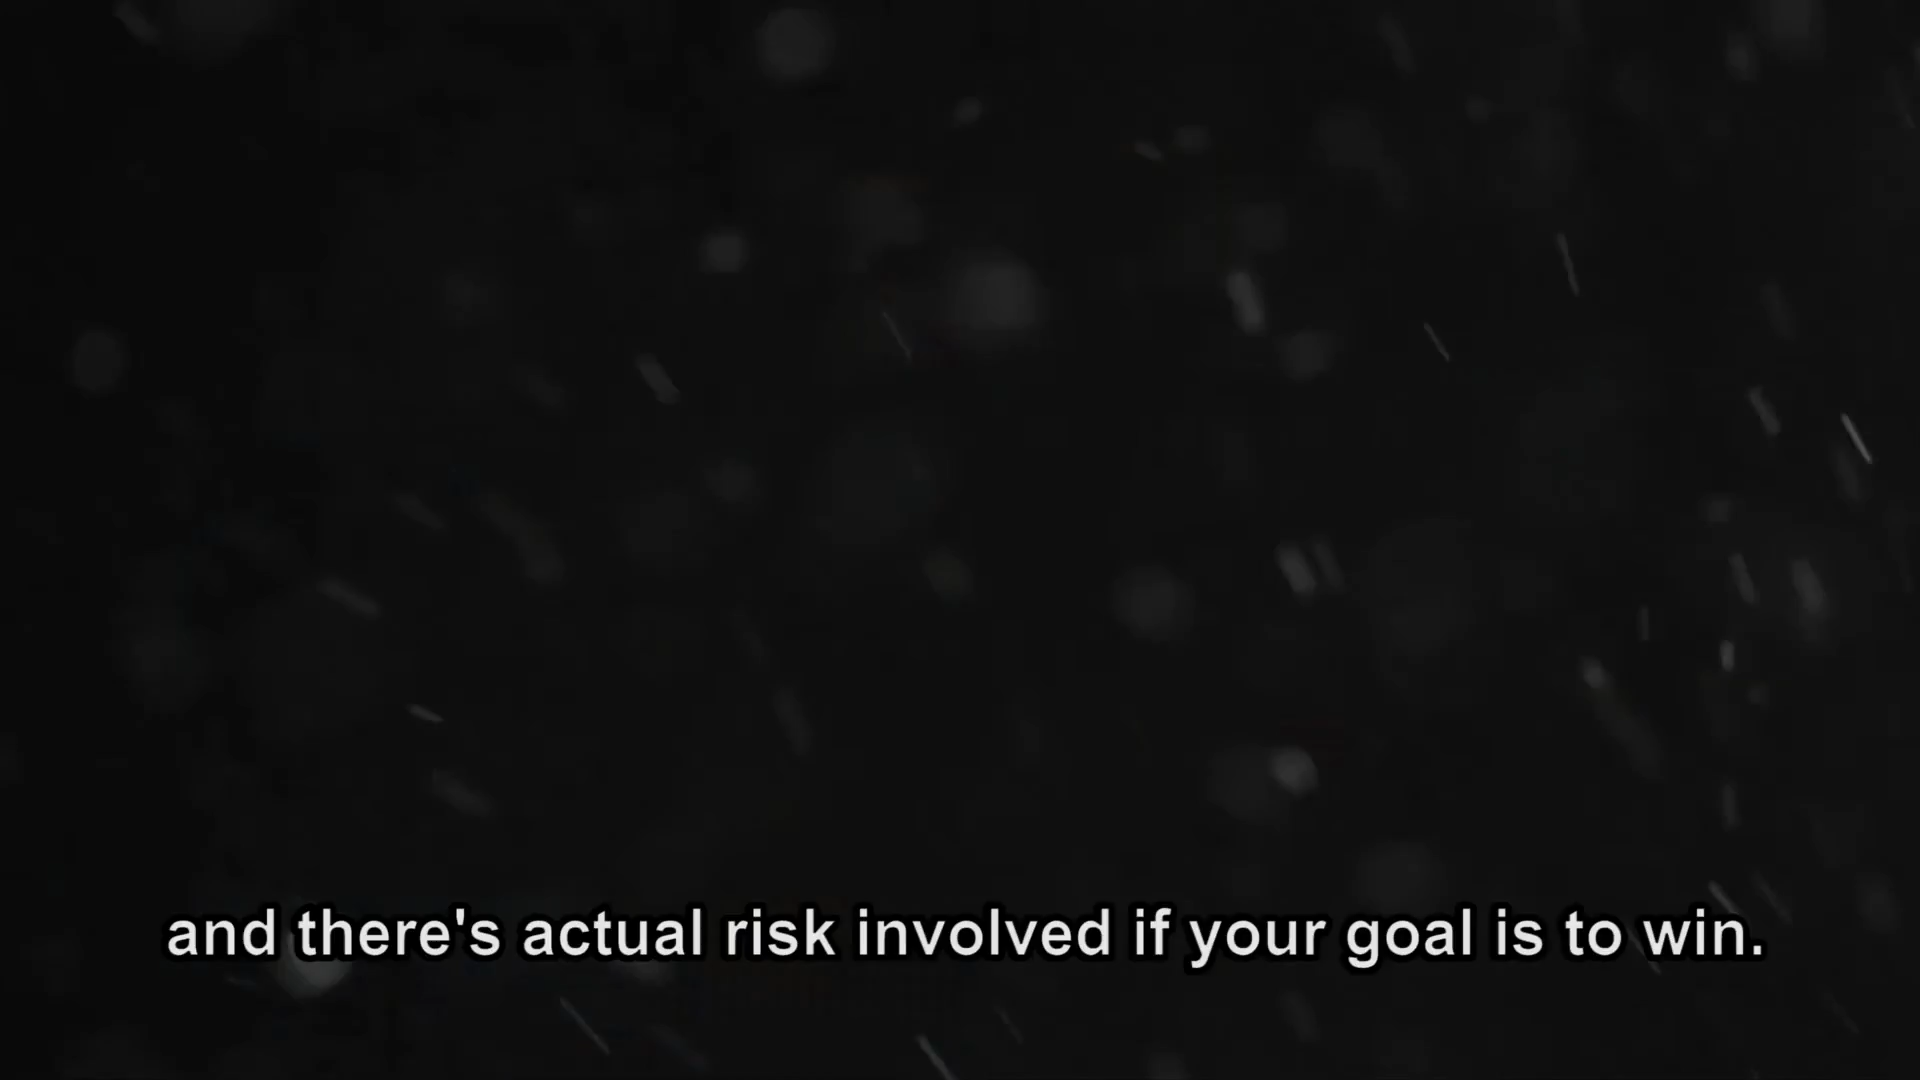 and there's actual risk involved if your goal is to win.